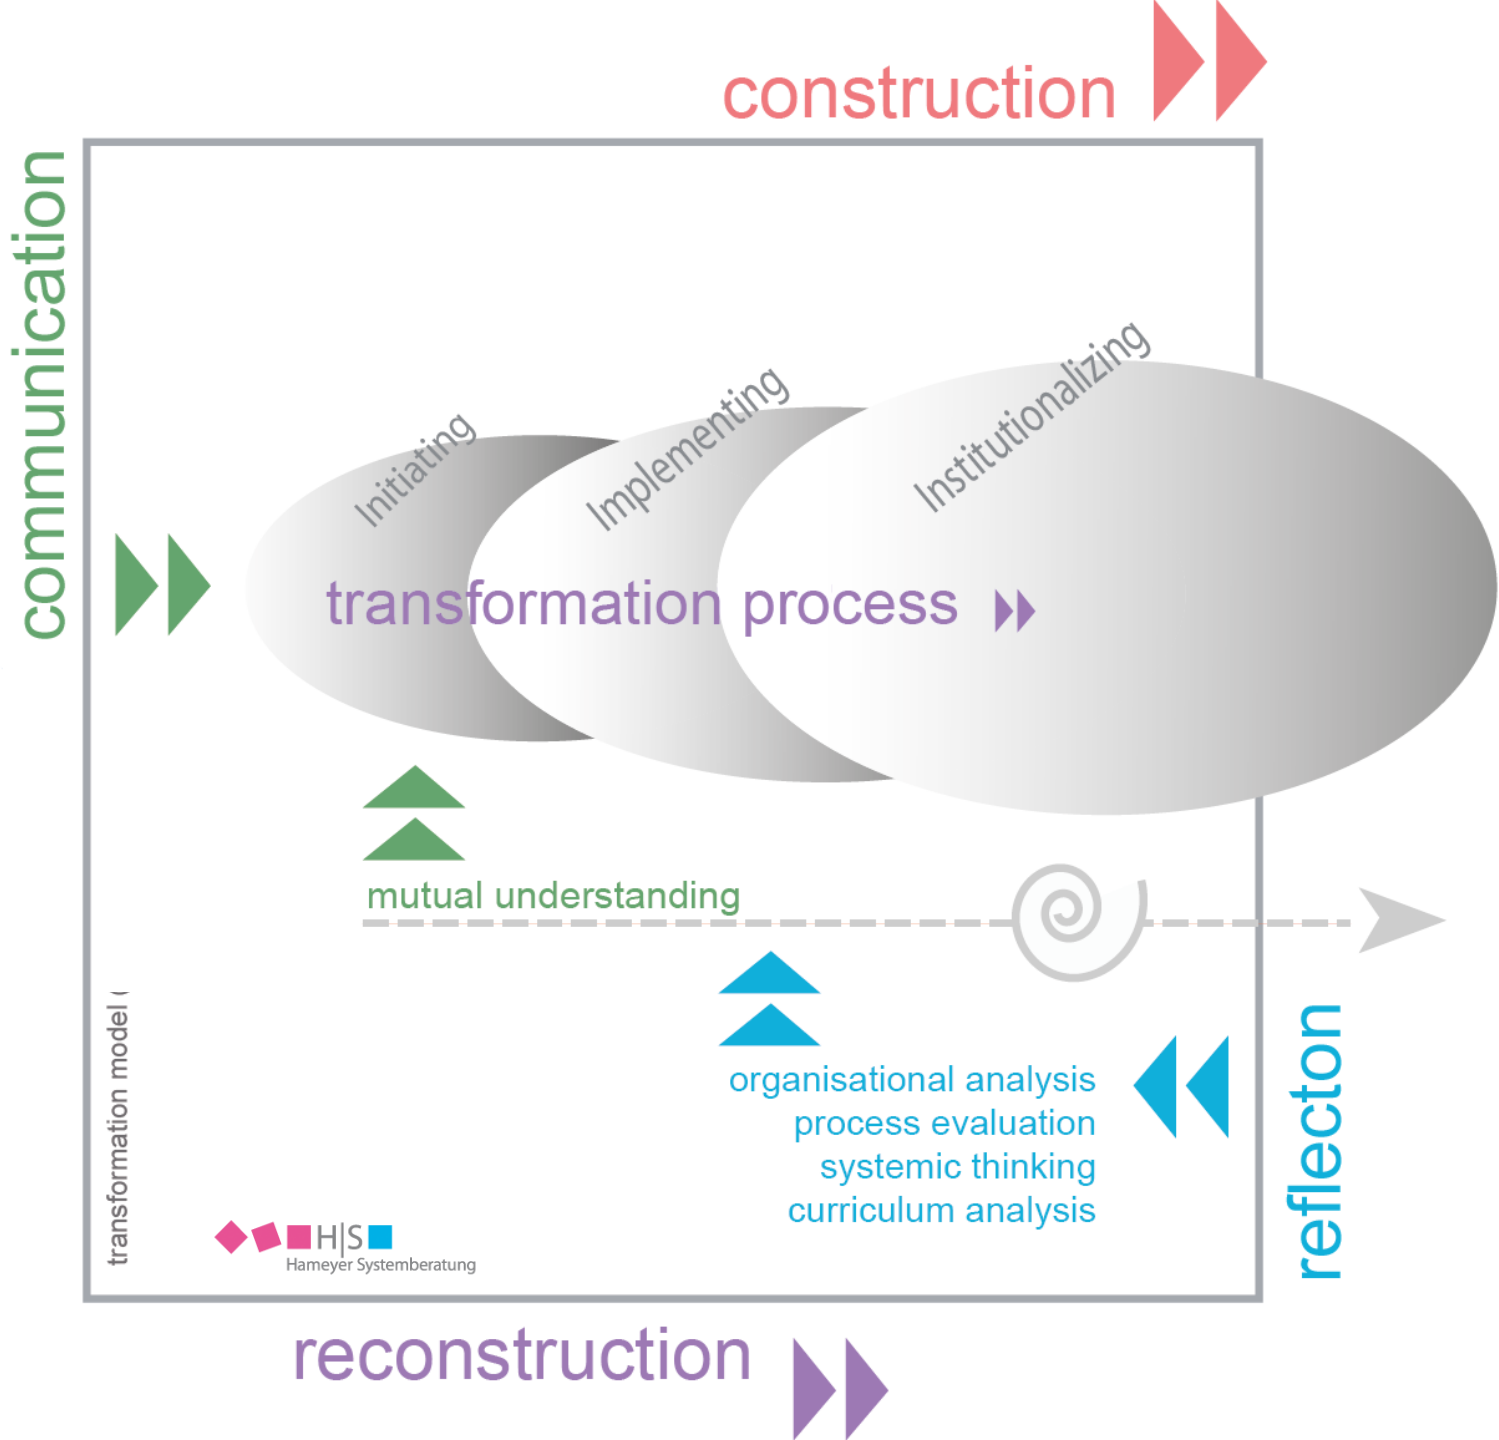 construction
communication
Initiating
Implementing
Institutionalizing
transformation process
mutual understanding
organisational analysis
process evaluation
systemic thinking
curriculum analysis
reflecton
transformation model (
H|S
Hameyer Systemberatung
reconstruction